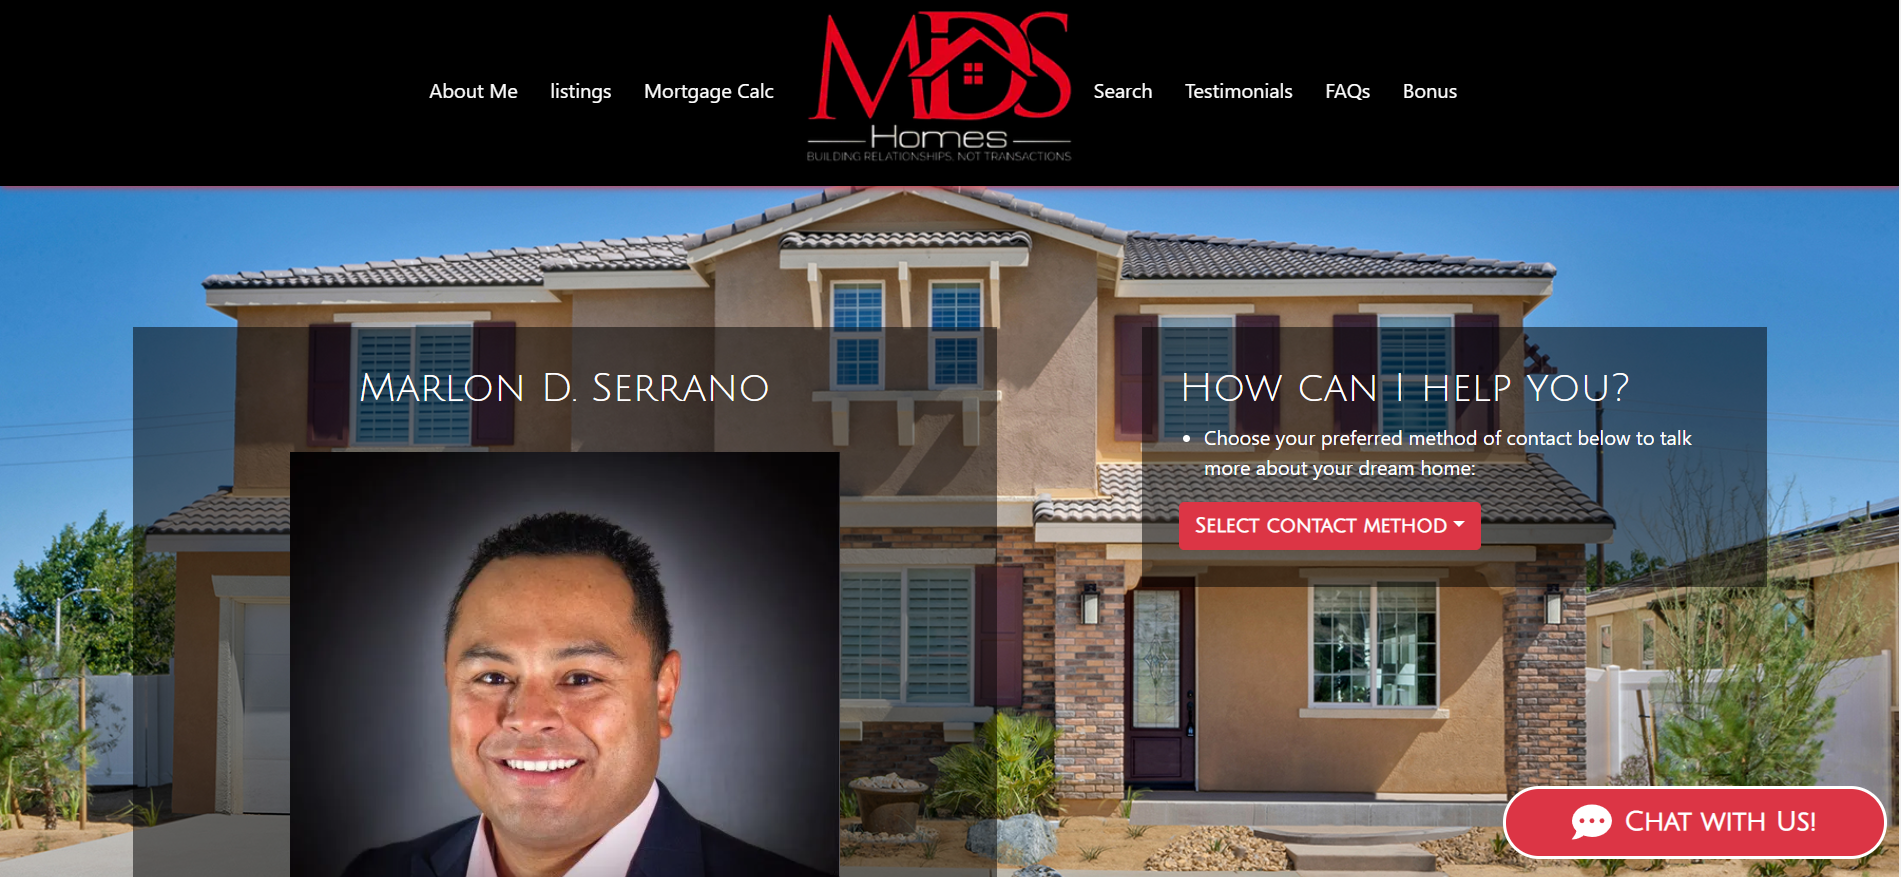 About Me
listings
Mortgage Calc
MDS
Homes
BUILDING RELATIONSHIPS, NOT TRANSACTIONS
Search
Testimonials
FAQs
Bonus
Marlon D. Serrano
How can I help you?
• Choose your preferred method of contact below to talk
more about your dream home:
Select contact method
Chat with Us!